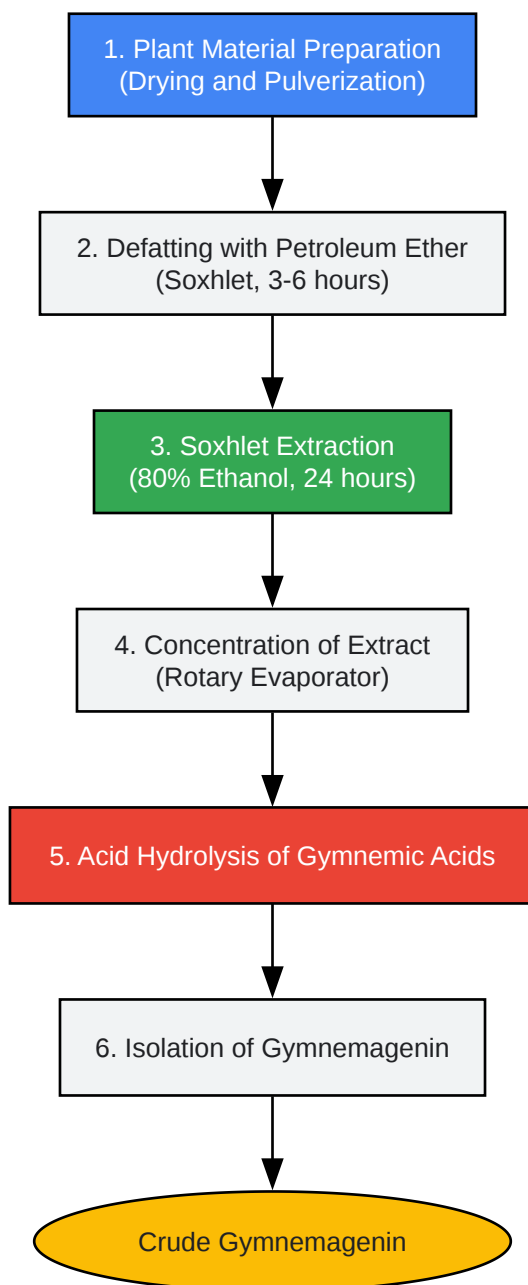 1. Plant Material Preparation
(Drying and Pulverization)
2. Defatting with Petroleum Ether
(Soxhlet, 3-6 hours)
3. Soxhlet Extraction
(80% Ethanol, 24 hours)
4. Concentration of Extract
(Rotary Evaporator)
5. Acid Hydrolysis of Gymnemic Acids
6. Isolation of Gymnemagenin
Crude Gymnemagenin